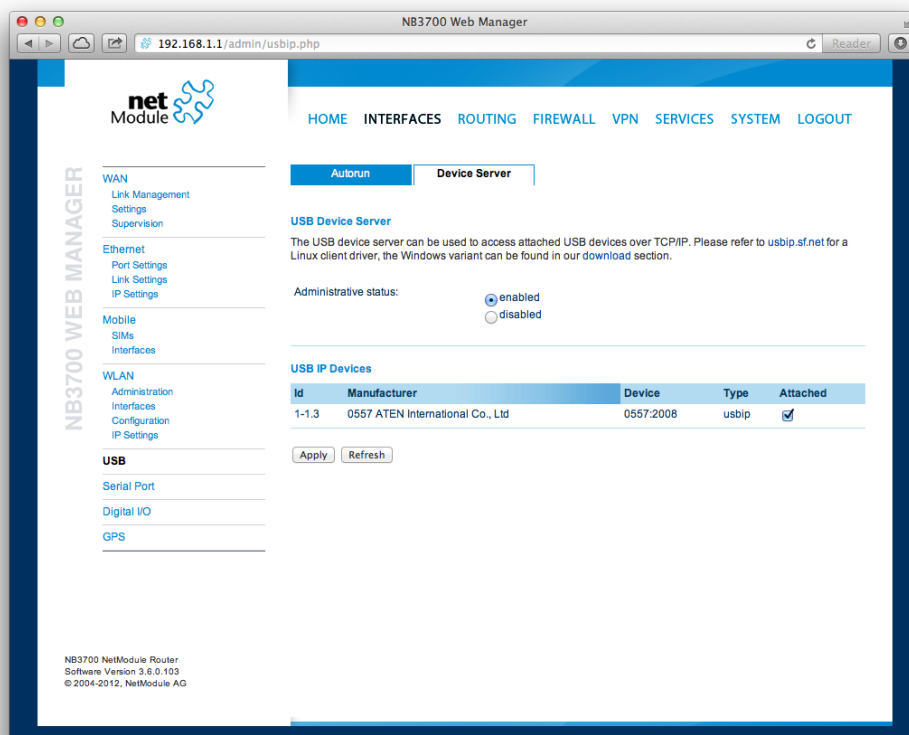 NB3700 Web Manager
192.168.1.1/admin/usbip.php
Reader
net
Module
HOME INTERFACES ROUTING FIREWALL VPN SERVICES SYSTEM LOGOUT
NB3700 WEB MANAGER
WAN
Link Management
Settings
Supervision
Ethernet
Port Settings
Link Settings
IP Settings
Mobile
SIMs
Interfaces
WLAN
Administration
Interfaces
Configuration
IP Settings
USB
Serial Port
Digital I/O
GPS
Autorun Device Server
USB Device Server
The USB device server can be used to access attached USB devices over TCP/IP. Please refer to usbip.sf.net for a
Linux client driver, the Windows variant can be found in our download section.
Administrative status:
enabled
disabled
USB IP Devices
Id Manufacturer Device Type Attached
1-1.3 0557 ATEN International Co., Ltd 0557:2008 usbip
Apply Refresh
NB3700 NetModule Router
Software Version 3.6.0.103
© 2004-2012, NetModule AG